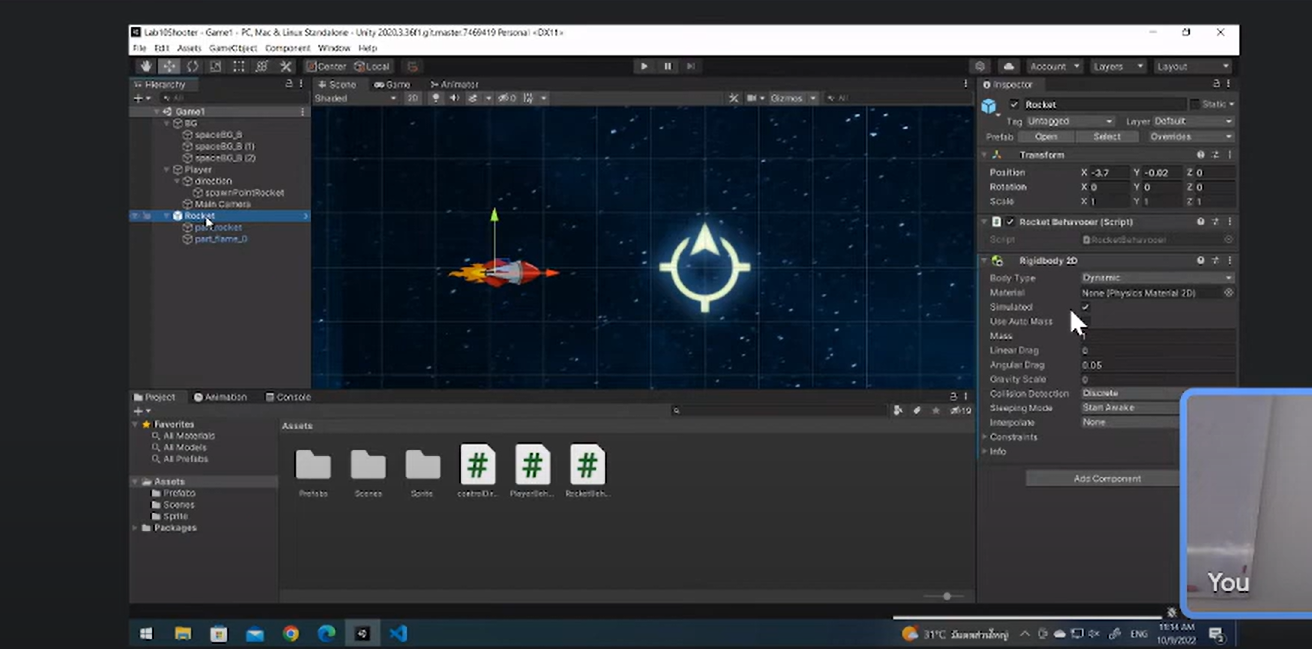 Lab10Shooter - Game1 - PC, Mac & Linux Standalone - Unity 2020.3.36f1.git.master.7469419 Personal <DX11>
File Edit Assets GameObject Component Window Help
Center Local Account Layers Layout
Hierarchy
All
Game1
BG
spaceBG_B
spaceBG_B (1)
spaceBG_B (2)
Player
direction
spawnPointRocket
Main Camera
Rocket
part_rocket
part_flame_0
Scene Game Animator
Shaded 2D 0 Gizmos All
Inspector
Rocket Static
Tag Untagged Layer Default
Prefab Open Select Overrides
Transform
Position X -3.7 Y -0.02 Z 0
Rotation X 0 Y 0 Z 0
Scale X 1 Y 1 Z 1
# Rocket Behavooer (Script)
Script RocketBehavooer
Rigidbody 2D
Body Type Dynamic
Material None (Physics Material 2D)
Simulated
Use Auto Mass
Mass 1
Linear Drag 0
Angular Drag 0.05
Gravity Scale 0
Collision Detection Discrete
Sleeping Mode Start Awake
Interpolate None
Constraints
Info
Add Component
Project Animation Console
19
Favorites
All Materials
All Models
All Prefabs
Assets
Prefabs
Scenes
Sprite
Packages
Assets
# # #
Prefabs Scenes Sprite controlDir... PlayerBeh... RocketBeh...
You
31°C ENG 11:14 AM
10/9/2022